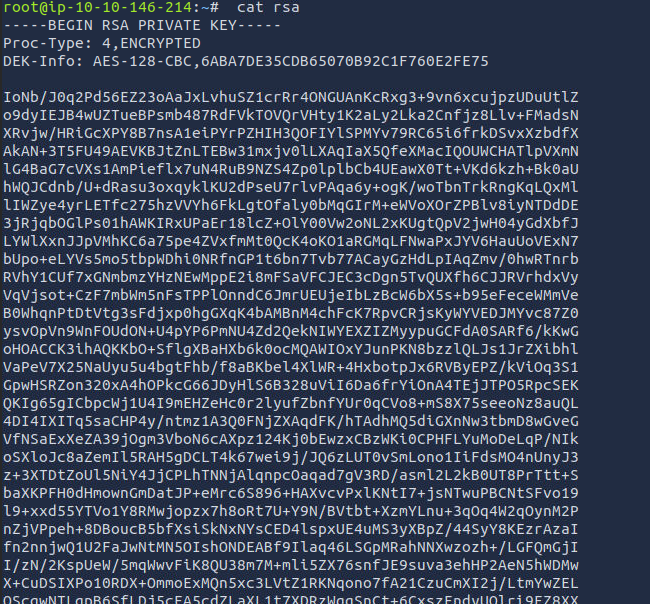 root@ip-10-10-146-214:~# cat rsa
-----BEGIN RSA PRIVATE KEY-----
Proc-Type: 4,ENCRYPTED
DEK-Info: AES-128-CBC,6ABA7DE35CDB65070B92C1F760E2FE75

IoNb/J0q2Pd56EZ23oAaJxLvhuSZ1crRr4ONGUAnKcRxg3+9vn6xcujpzUDuUtlZ
o9dyIEJB4wUZTueBPsmb487RdFVkTOVQrVHty1K2aLy2Lka2Cnfjz8Llv+FMadsN
XRvjw/HRiGcXPY8B7nsA1eiPYrPZHIH3QOFIYlSPMYv79RC65i6frkDSvxXzbdfX
AkAN+3T5FU49AEVKBJtZnLTEBw31mxjv0lLXAqIaX5QfeXMacIQOUWCHATlpVXmN
lG4BaG7cVXs1AmPieflx7uN4RuB9NZS4Zp0lplbCb4UEawX0Tt+VKd6kzh+Bk0aU
hWQJCdnb/U+dRasu3oxqyklKU2dPseU7rlvPAqa6y+ogK/woTbnTrkRngKqLQxMl
lIWZye4yrLETfc275hzVVYh6FkLgtOfaly0bMqGIrM+eWVoXOrZPBlv8iyNTDdDE
3jRjqbOGlPs01hAWKIRxUPaEr18lcZ+OlY00Vw2oNL2xKUgtQpV2jwH04yGdXbfJ
LYWlXxnJJpVMhKC6a75pe4ZVxfmMt0QcK4oKO1aRGMqLFNwaPxJYV6HauUoVExN7
bUpo+eLYVs5mo5tbpWDhi0NRfnGP1t6bn7Tvb77ACayGzHdLpIAqZmv/0hwRTnrb
RVhY1CUf7xGNmbmzYHzNEwMppE2i8mFSaVFCJEC3cDgn5TvQUXfh6CJJRVrhdxVy
VqVjsot+CzF7mbWm5nFsTPPlOnndC6JmrUEUjeIbLzBcW6bX5s+b95eFeceWMmVe
B0WhqnPtDtVtg3sFdjxp0hgGXqK4bAMBnM4chFcK7RpvCRjsKyWYVEDJMYvc87Z0
ysvOpVn9WnFOUdON+U4pYP6PmNU4Zd2QekNIWYEXZIZMyypuGCFdA0SARf6/kKwG
oHOACCK3ihAQKKbO+SflgXBaHXb6k0ocMQAWIOxYJunPKN8bzzlQLJs1JrZXibhl
VaPeV7X25NaUyu5u4bgtFhb/f8aBKbel4XlWR+4HxbotpJx6RVByEPZ/kViOq3S1
GpwHSRZon320xA4hOPkcG66JDyHlS6B328uViI6Da6frYiOnA4TEjJTPO5RpcSEK
QKIg65gICbpcWj1U4I9mEHZeHc0r2lyufZbnfYUr0qCVo8+mS8X75seeoNz8auQL
4DI4IXITq5saCHP4y/ntmz1A3Q0FNjZXAqdFK/hTAdhMQ5diGXnNw3tbmD8wGveG
VfNSaExXeZA39jOgm3VboN6cAXpz124Kj0bEwzxCBzWKi0CPHFLYuMoDeLqP/NIk
oSXloJc8aZemIl5RAH5gDCLT4k67wei9j/JQ6zLUT0vSmLono1IiFdsMO4nUnyJ3
z+3XTDtZoUl5NiY4JjCPLhTNNjAlqnpcOaqad7gV3RD/asml2L2kB0UT8PrTtt+S
baXKPFH0dHmownGmDatJP+eMrc6S896+HAXvcvPxlKNtI7+jsNTwuPBCNtSFvo19
l9+xxd55YTVo1Y8RMwjopzx7h8oRt7U+Y9N/BVtbt+XzmYLnu+3qOq4W2qOynM2P
nZjVPpeh+8DBoucB5bfXsiSkNxNYsCED4lspxUE4uMS3yXBpZ/44SyY8KEzrAzaI
fn2nnjwQ1U2FaJwNtMN5OIshONDEABf9Ilaq46LSGpMRahNNXwzozh+/LGFQmGjI
I/zN/2KspUeW/5mqWwvFiK8QU38m7M+mli5ZX76snfJE9suva3ehHP2AeN5hWDMw
X+CuDSIXPo10RDX+OmmoExMQn5xc3LVtZ1RKNqono7fA21CzuCmXI2j/LtmYwZEL